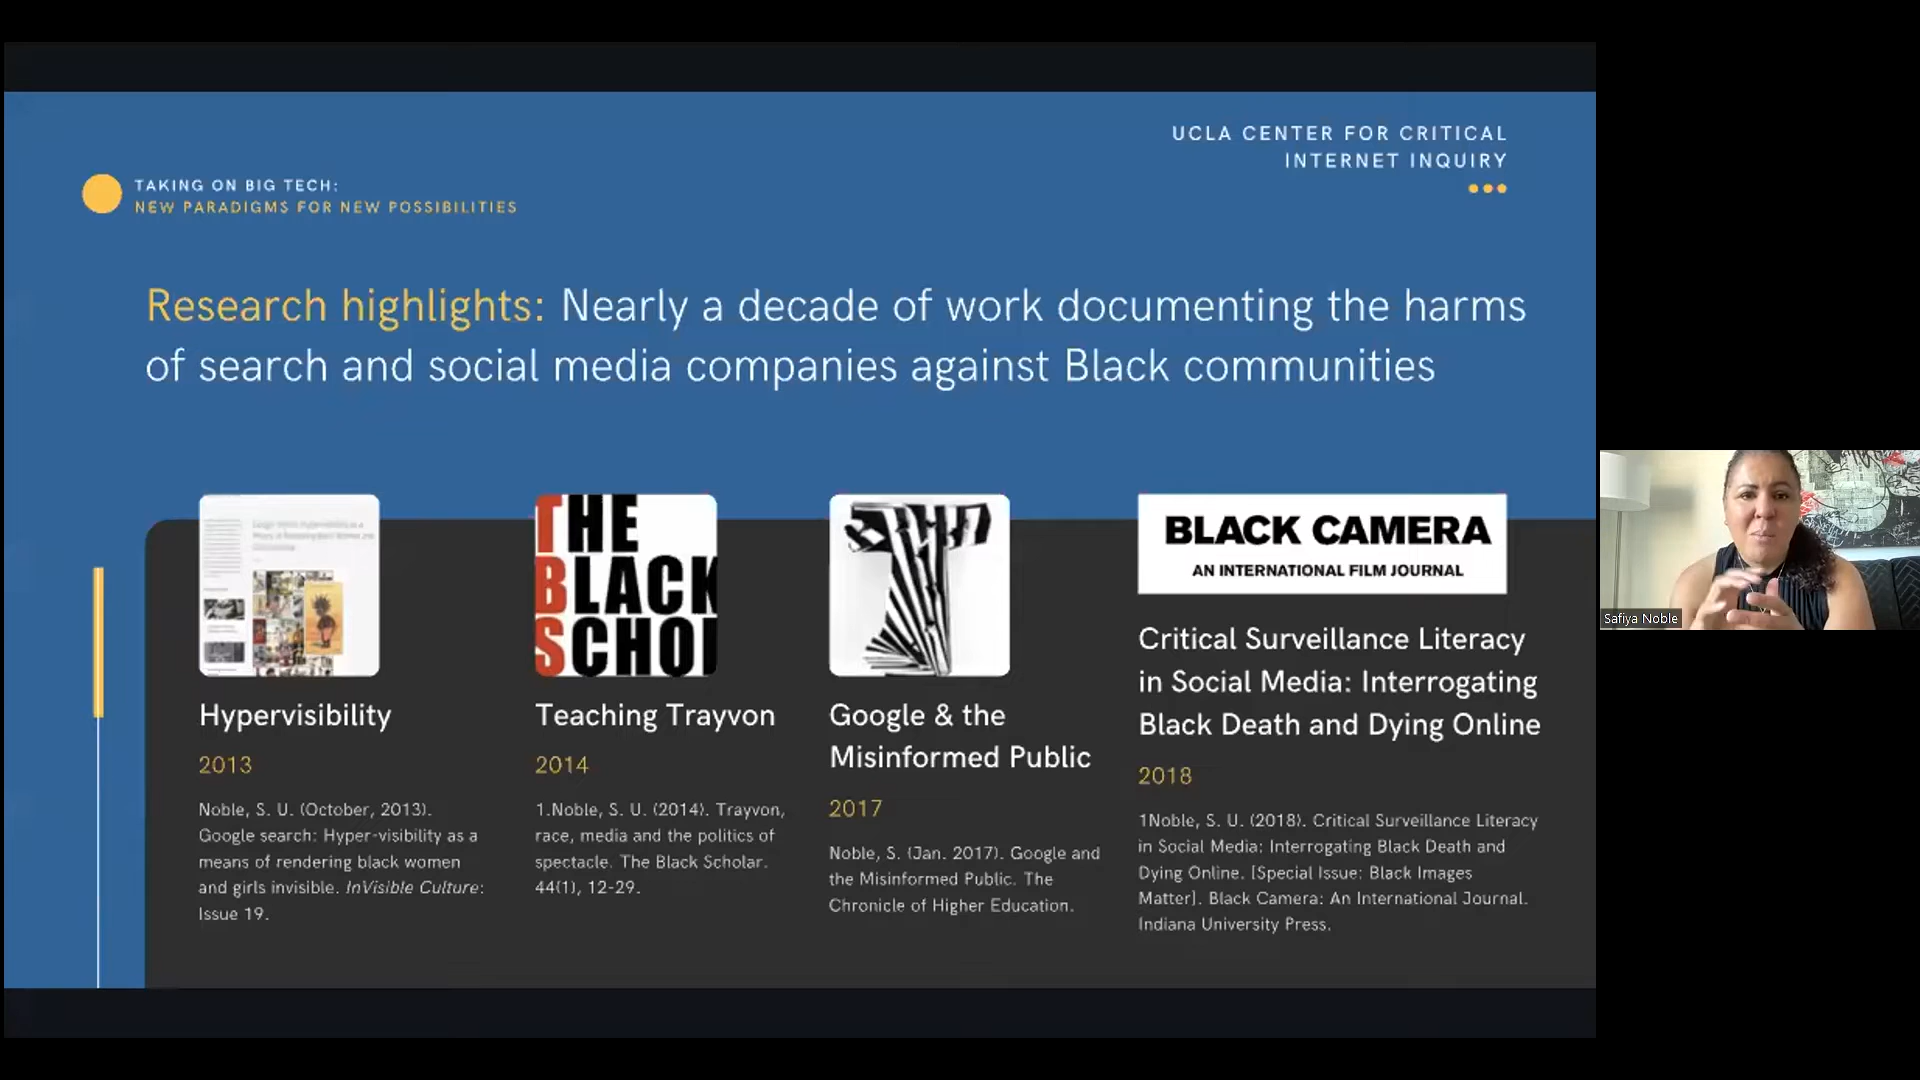 UCLA CENTER FOR CRITICAL
INTERNET INQUIRY
TAKING ON BIG TECH:
NEW PARADIGMS FOR NEW POSSIBILITIES
Research highlights: Nearly a decade of work documenting the harms
of search and social media companies against Black communities
THE
BLACK
SCHOL
Hypervisibility
2013
Noble, S. U. (October, 2013).
Google search: Hyper-visibility as a
means of rendering black women
and girls invisible. InVisible Culture:
Issue 19.
Teaching Trayvon
2014
1.Noble, S. U. (2014). Trayvon,
race, media and the politics of
spectacle. The Black Scholar.
44(1), 12-29.
Google & the
Misinformed Public
2017
Noble, S. (Jan. 2017). Google and
the Misinformed Public. The
Chronicle of Higher Education.
BLACK CAMERA
AN INTERNATIONAL FILM JOURNAL
Critical Surveillance Literacy
in Social Media: Interrogating
Black Death and Dying Online
2018
1Noble, S. U. (2018). Critical Surveillance Literacy
in Social Media: Interrogating Black Death and
Dying Online. [Special Issue: Black Images
Matter]. Black Camera: An International Journal.
Indiana University Press.
Safiya Noble